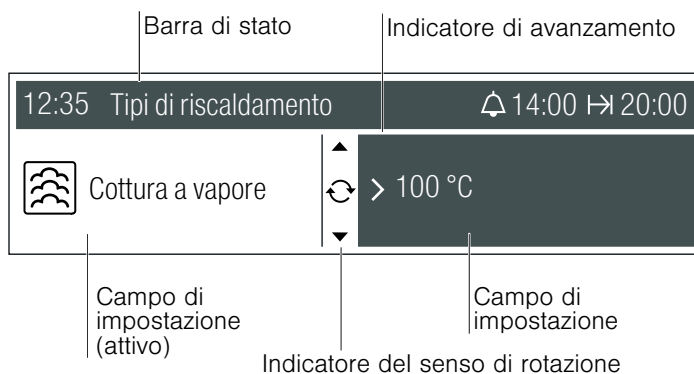 Barra di stato
Indicatore di avanzamento
12:35 Tipi di riscaldamento 14:00 20:00
Cottura a vapore
100 °C
Campo di
impostazione
(attivo)
Campo di
impostazione
Indicatore del senso di rotazione